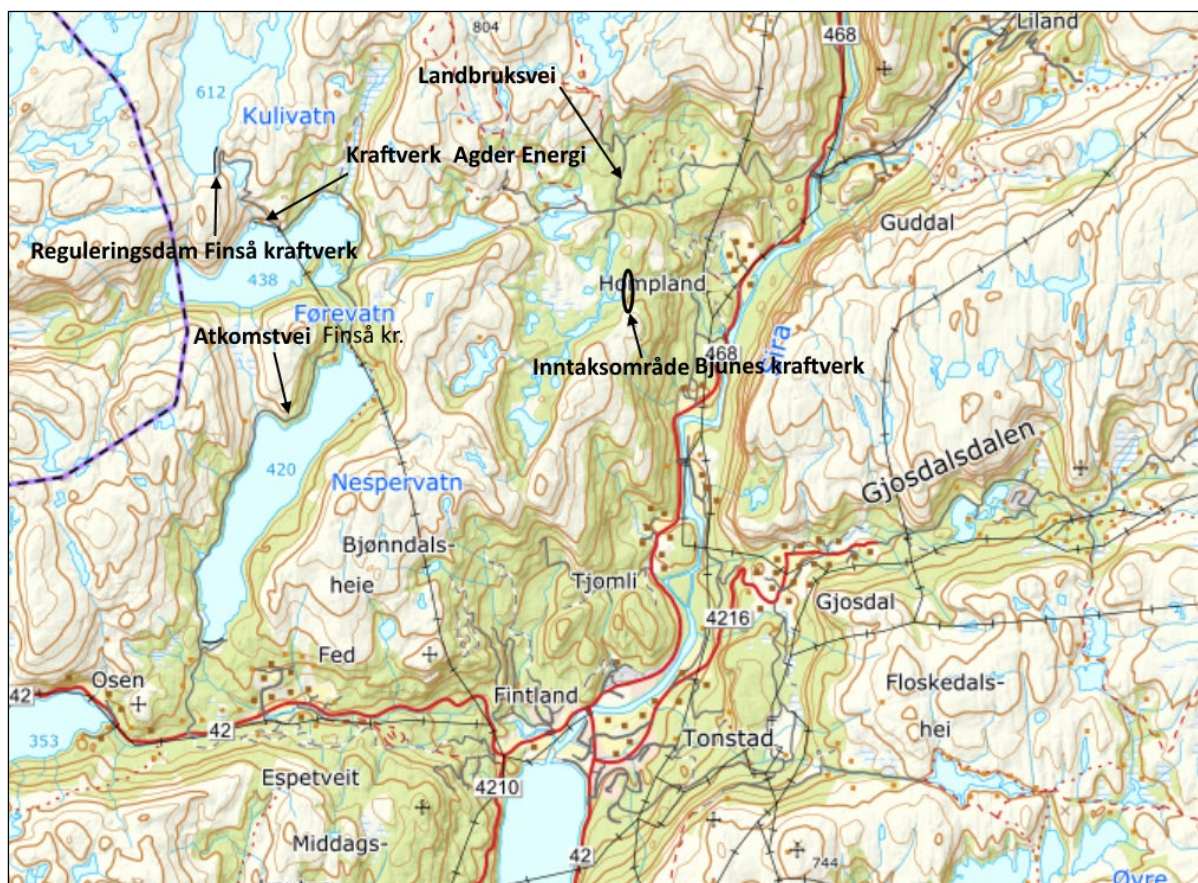 804
468
Liland
Landbruksvei
612
Kulivatn
Kraftverk Agder Energi
Guddal
Reguleringsdam Finså kraftverk
438
Hompland
Førevatn
Atkomstvei Finså kr.
468
Sira
Inntaksområde Bjunes kraftverk
Gjosdalsdalen
420
Nespervatn
Bjønndals-
heie
Tjomli
Gjosdal
4216
Fed
Osen
Fintland
Floskedals-
hei
42
42
353
Tonstad
Espetveit
4210
Middags-
42
744
Øvre